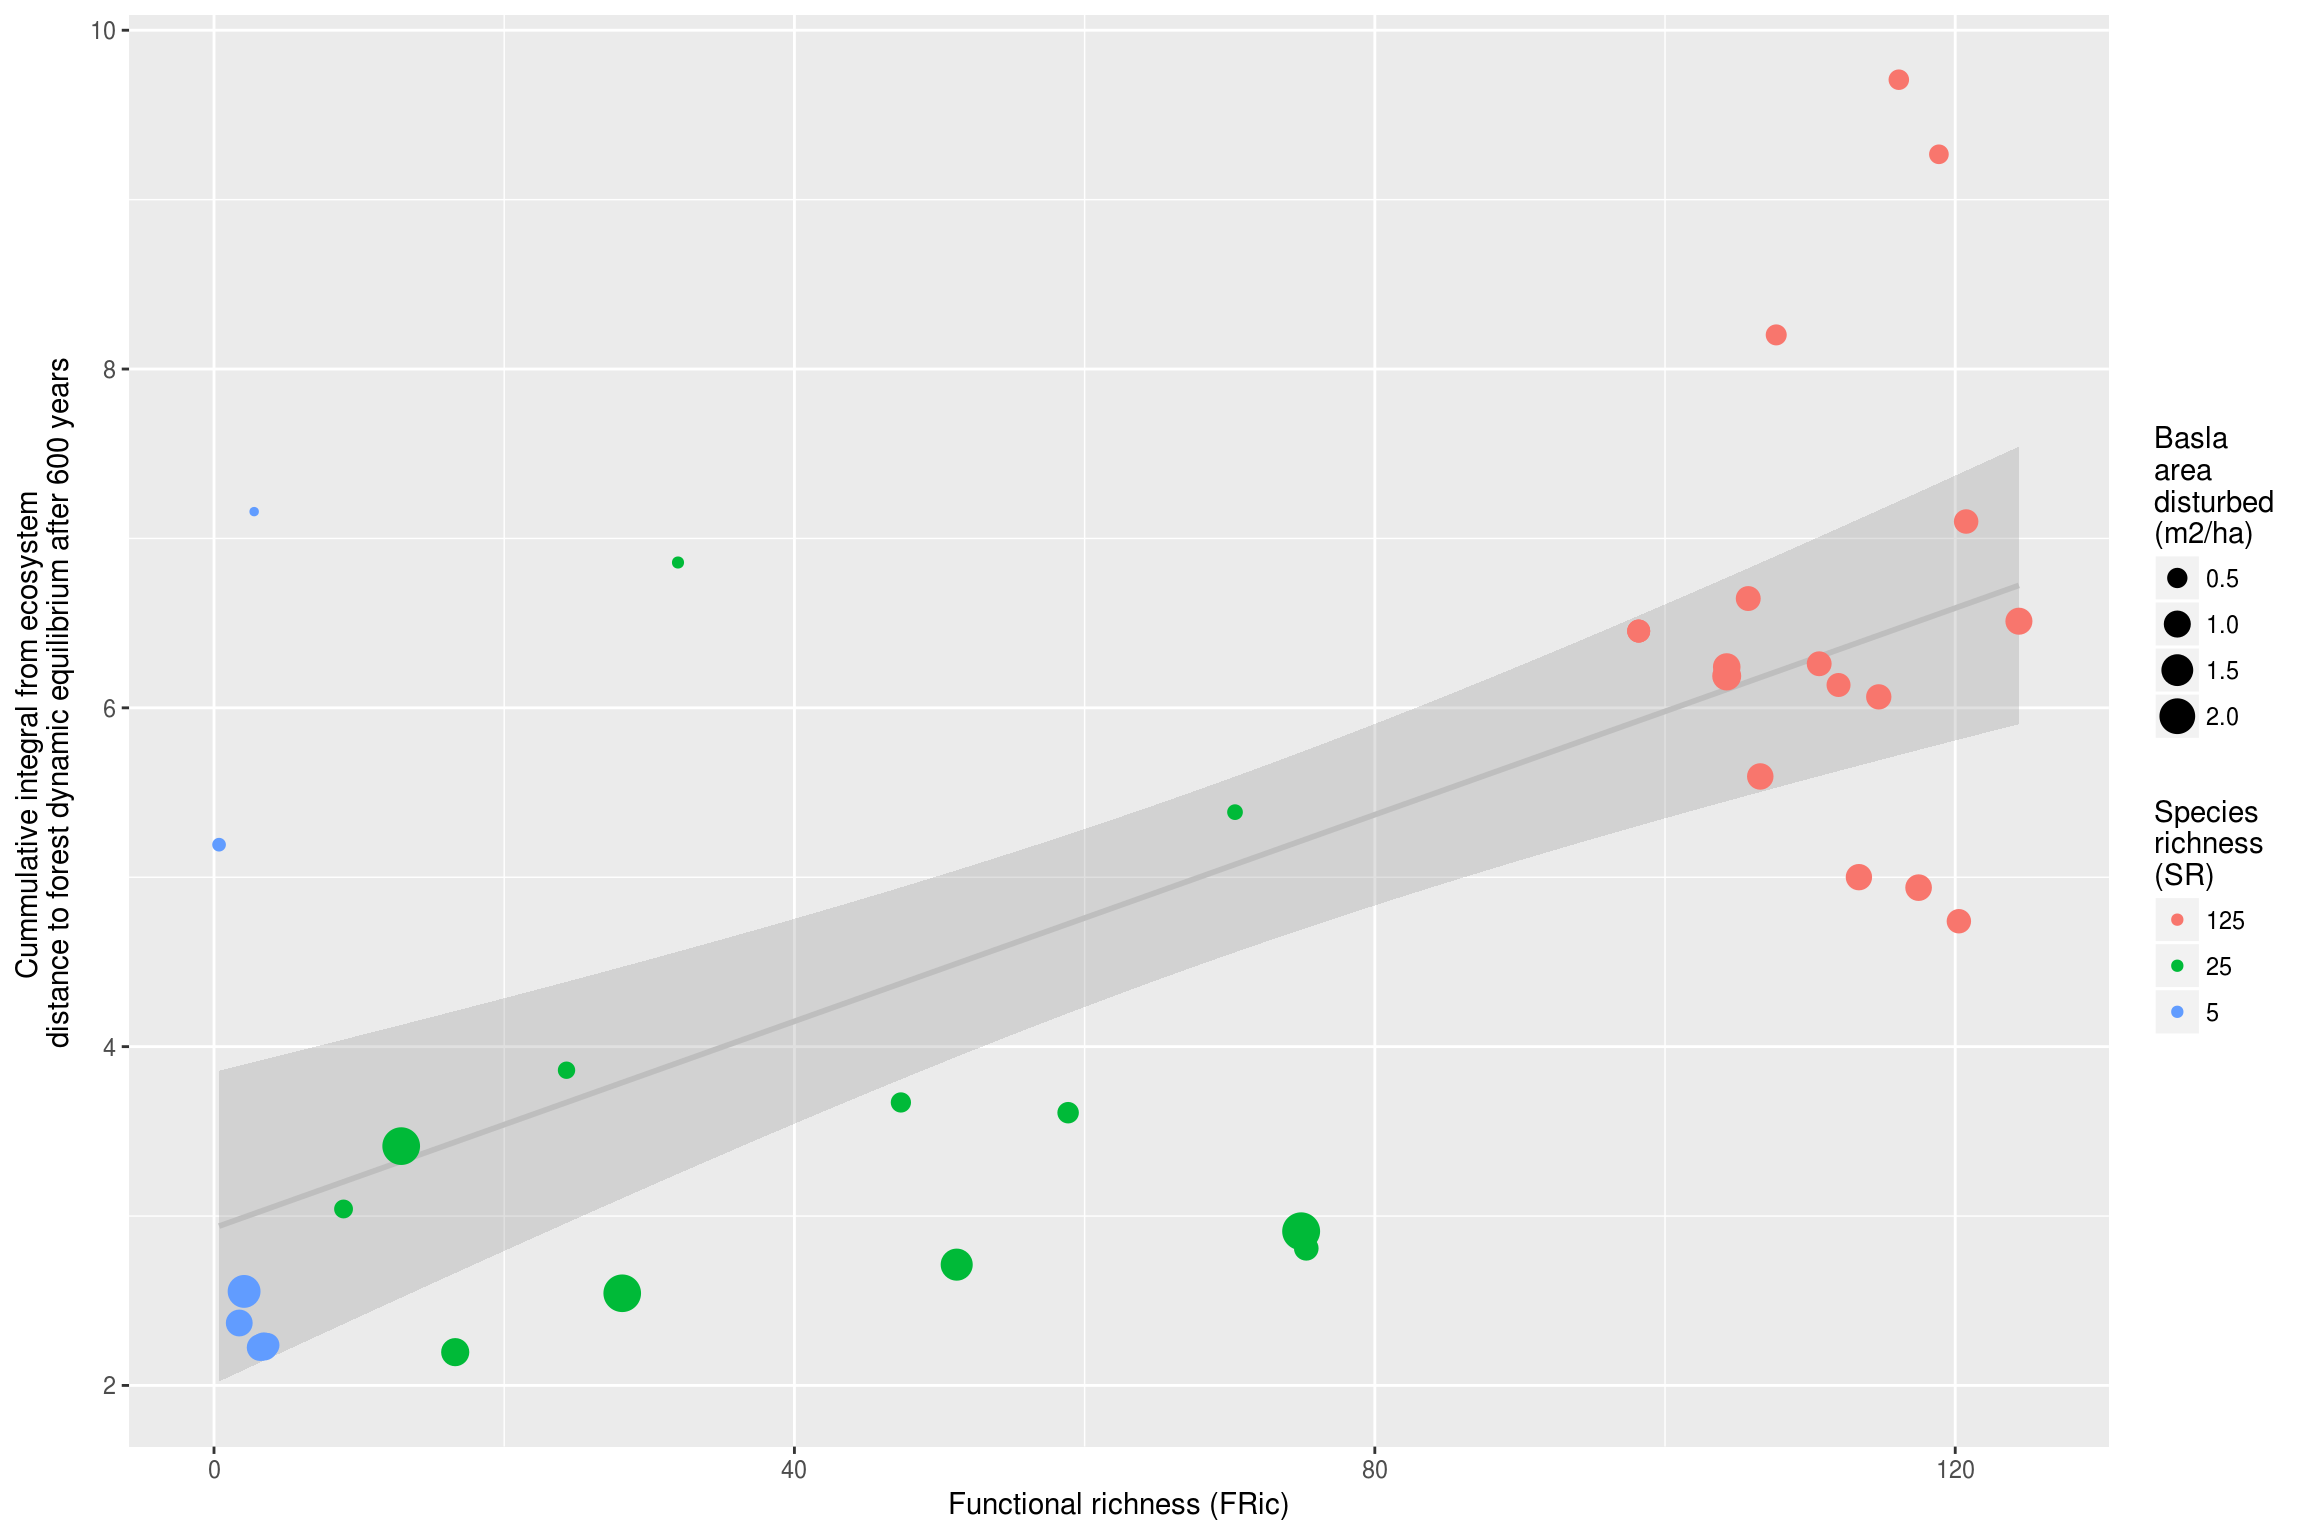 Cummulative integral from ecosystem
distance to forest dynamic equilibrium after 600 years
10
8
6
4
2
0
40
80
120
Functional richness (FRic)
Basla
area
disturbed
(m2/ha)
0.5
1.0
1.5
2.0
Species
richness
(SR)
125
25
5